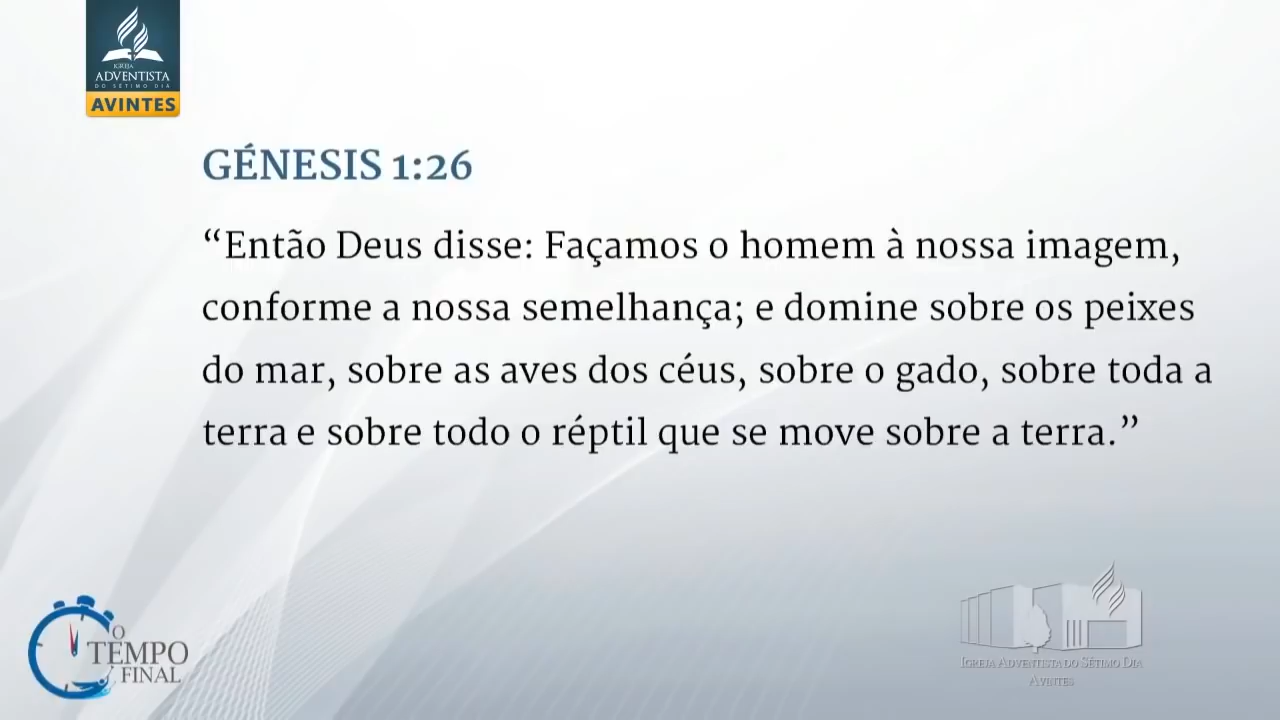 IGREJA
ADVENTISTA
DO SÉTIMO DIA
AVINTES
GÉNESIS 1:26
“Então Deus disse: Façamos o homem à nossa imagem,
conforme a nossa semelhança; e domine sobre os peixes
do mar, sobre as aves dos céus, sobre o gado, sobre toda a
terra e sobre todo o réptil que se move sobre a terra.”
O
TEMPO
FINAL
IGREJA ADVENTISTA DO SÉTIMO DIA
AVINTES